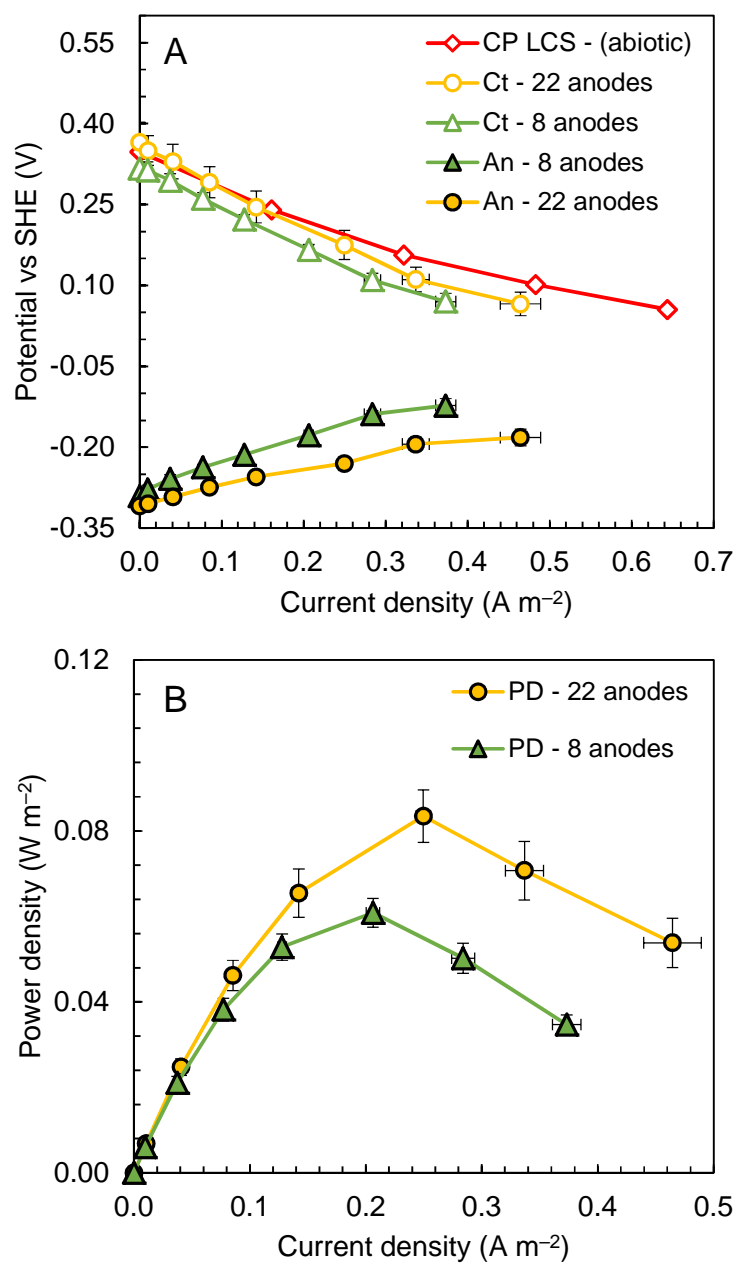 A
CP LCS - (abiotic)
Ct - 22 anodes
Ct - 8 anodes
An - 8 anodes
An - 22 anodes
0.55
0.40
0.25
0.10
-0.05
-0.20
-0.35
Potential vs SHE (V)
0.0 0.1 0.2 0.3 0.4 0.5 0.6 0.7
Current density (A m⁻²)
B
PD - 22 anodes
PD - 8 anodes
0.12
0.08
0.04
0.00
Power density (W m⁻²)
0.0 0.1 0.2 0.3 0.4 0.5
Current density (A m⁻²)